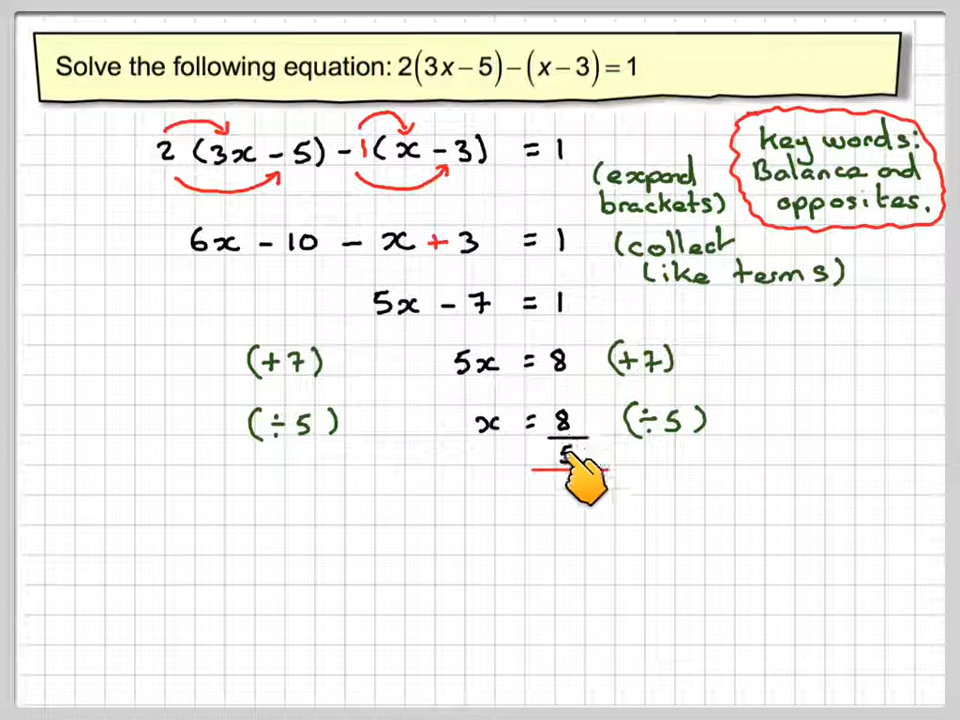 Solve the following equation: 2(3x−5)−(x−3)=1
2 (3x − 5) − 1(x − 3) = 1
(expand
brackets)
Key words:
Balance and
opposites.
6x − 10 − x + 3 = 1
(collect
like terms)
5x − 7 = 1
(+7) 5x = 8 (+7)
(÷5) x = 8/5 (÷5)